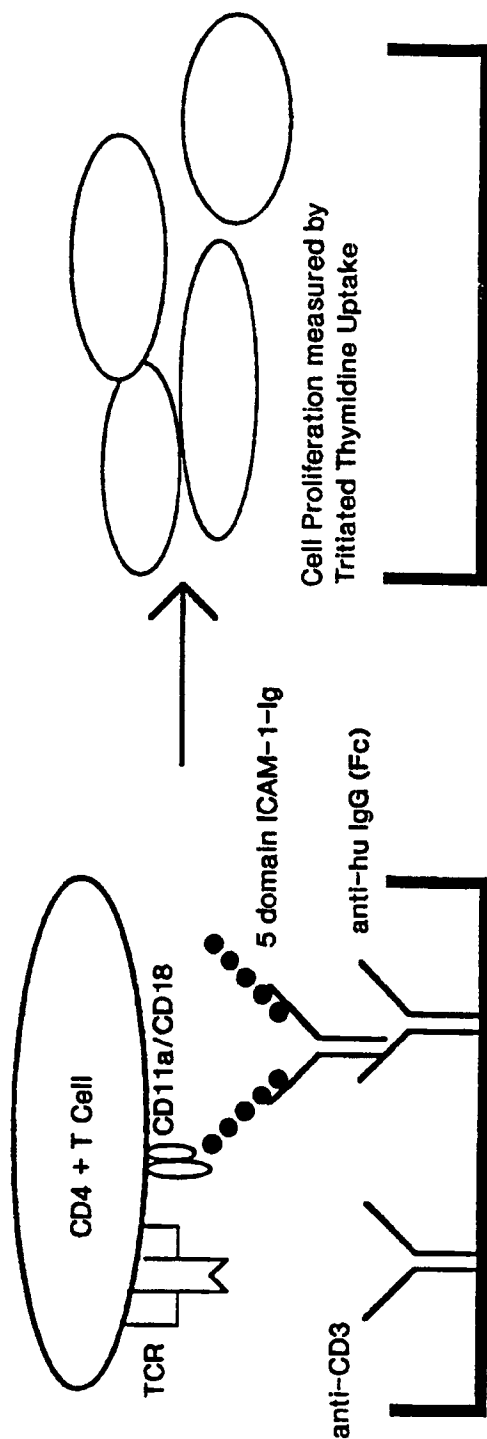 CD4 + T Cell
TCR
CD11a/CD18
5 domain ICAM-1-Ig
anti-CD3
anti-hu IgG (Fc)
Cell Proliferation measured by
Tritiated Thymidine Uptake